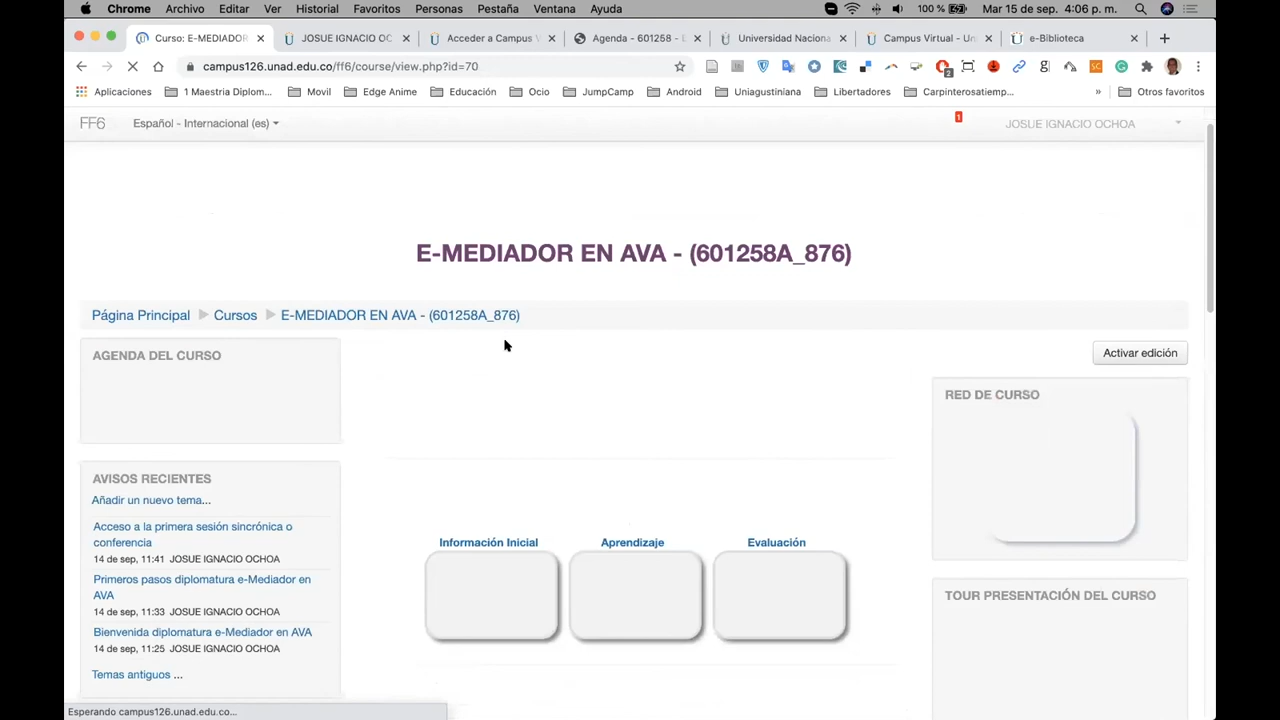 Chrome Archivo Editar Ver Historial Favoritos Personas Pestaña Ventana Ayuda 100 % Mar 15 de sep. 4:06 p. m.
Curso: E-MEDIADOR JOSUE IGNACIO OC Acceder a Campus V Agenda - 601258 - E Universidad Naciona Campus Virtual - Un e-Biblioteca
campus126.unad.edu.co/ff6/course/view.php?id=70
Aplicaciones 1 Maestria Diplom... Movil Edge Anime Educación Ocio JumpCamp Android Uniagustiniana Libertadores Carpinterosatiemp... » Otros favoritos
FF6 Español - Internacional (es) 1 JOSUE IGNACIO OCHOA
E-MEDIADOR EN AVA - (601258A_876)
Página Principal Cursos E-MEDIADOR EN AVA - (601258A_876)
AGENDA DEL CURSO
Activar edición
RED DE CURSO
AVISOS RECIENTES
Añadir un nuevo tema...
Acceso a la primera sesión sincrónica o
conferencia
14 de sep, 11:41 JOSUE IGNACIO OCHOA
Primeros pasos diplomatura e-Mediador en
AVA
14 de sep, 11:33 JOSUE IGNACIO OCHOA
Bienvenida diplomatura e-Mediador en AVA
14 de sep, 11:25 JOSUE IGNACIO OCHOA
Temas antiguos ...
Información Inicial Aprendizaje Evaluación
TOUR PRESENTACIÓN DEL CURSO
Esperando campus126.unad.edu.co...